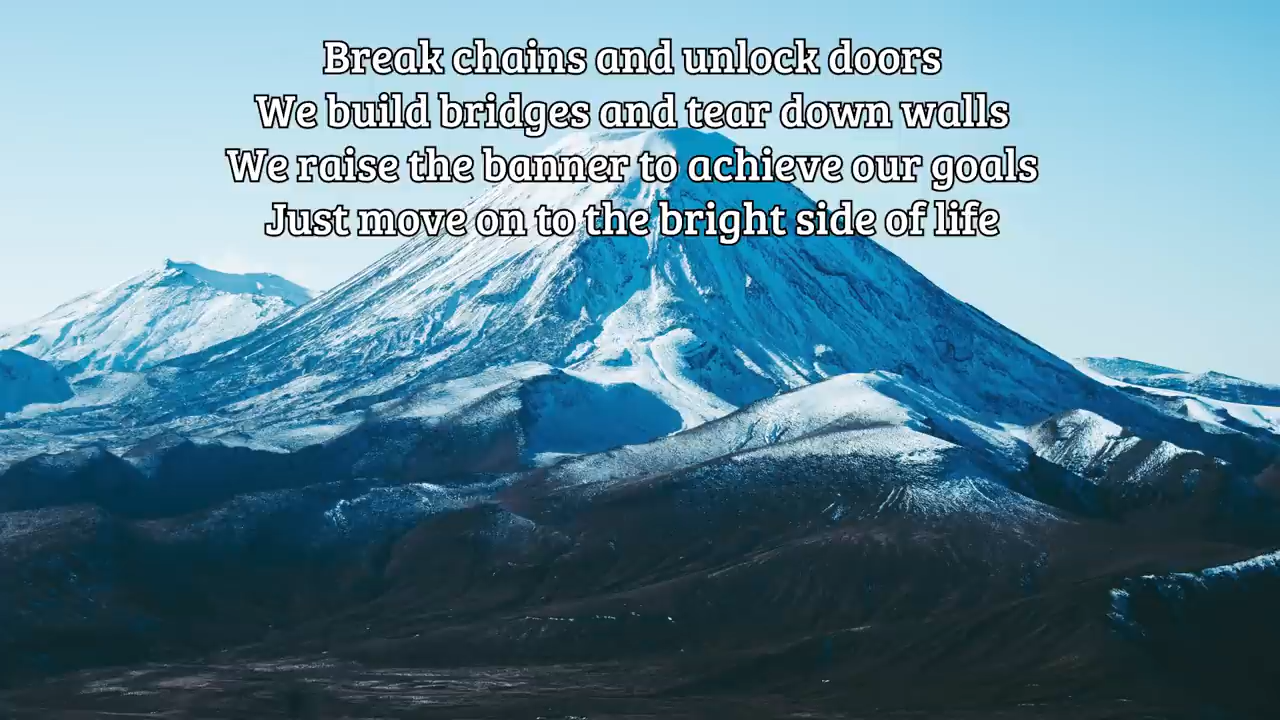 Break chains and unlock doors
We build bridges and tear down walls
We raise the banner to achieve our goals
Just move on to the bright side of life